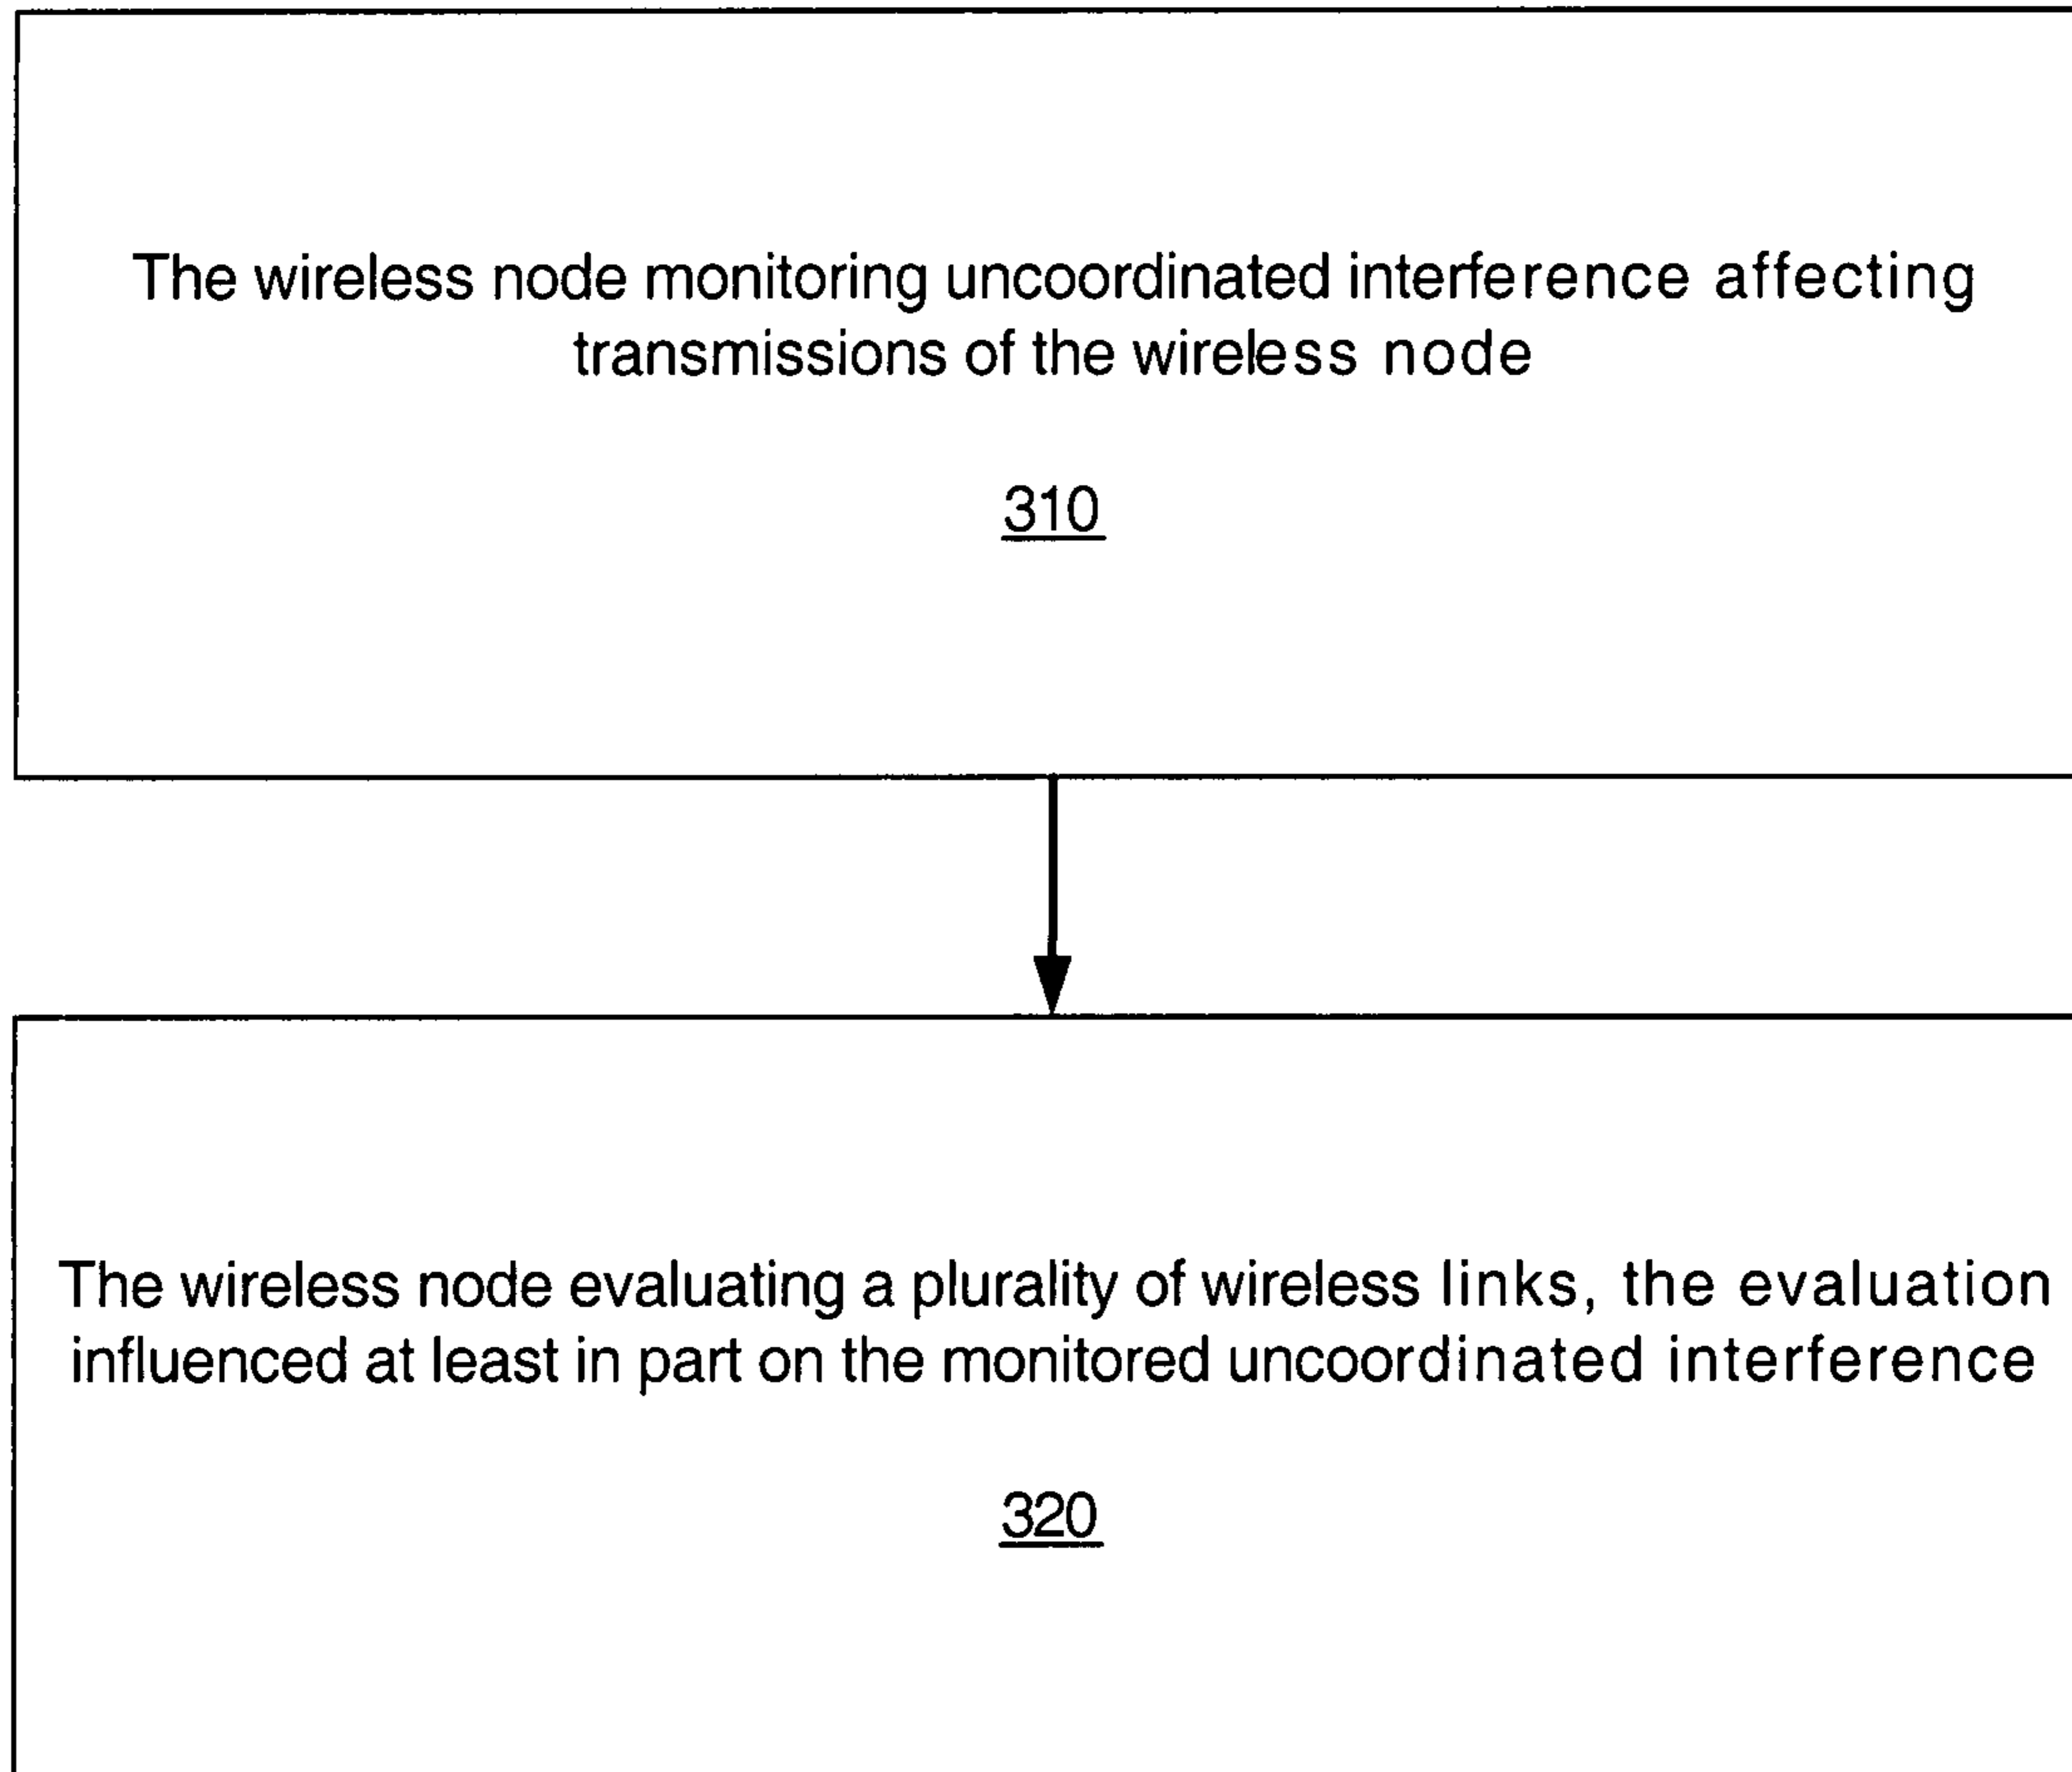 The wireless node monitoring uncoordinated interference affecting
transmissions of the wireless node
310
The wireless node evaluating a plurality of wireless links, the evaluation
influenced at least in part on the monitored uncoordinated interference
320